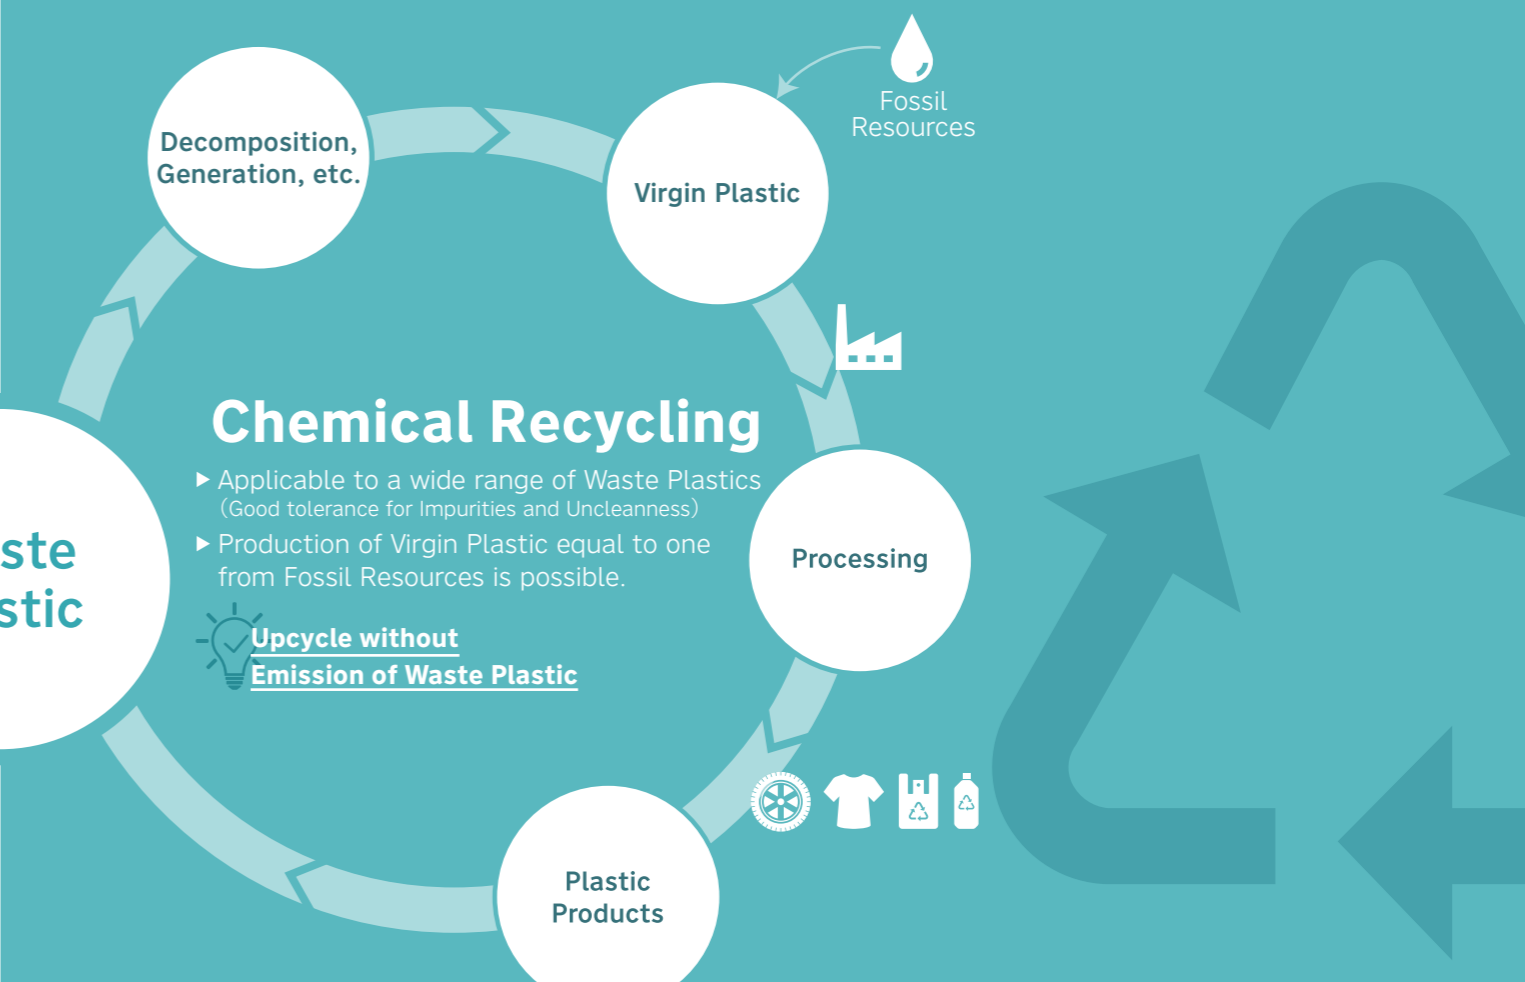 Fossil
Resources
Decomposition,
Generation, etc.
Virgin Plastic
Chemical Recycling
Applicable to a wide range of Waste Plastics
(Good tolerance for Impurities and Uncleanness)
Production of Virgin Plastic equal to one
from Fossil Resources is possible.
Upcycle without
Emission of Waste Plastic
ste
stic
Processing
Plastic
Products